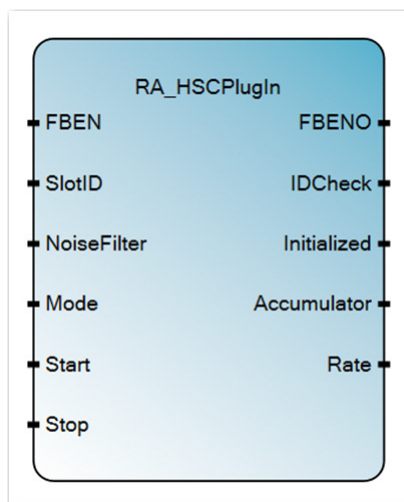 RA_HSCPlugIn
FBEN FBENO
SlotID IDCheck
NoiseFilter Initialized
Mode Accumulator
Start Rate
Stop